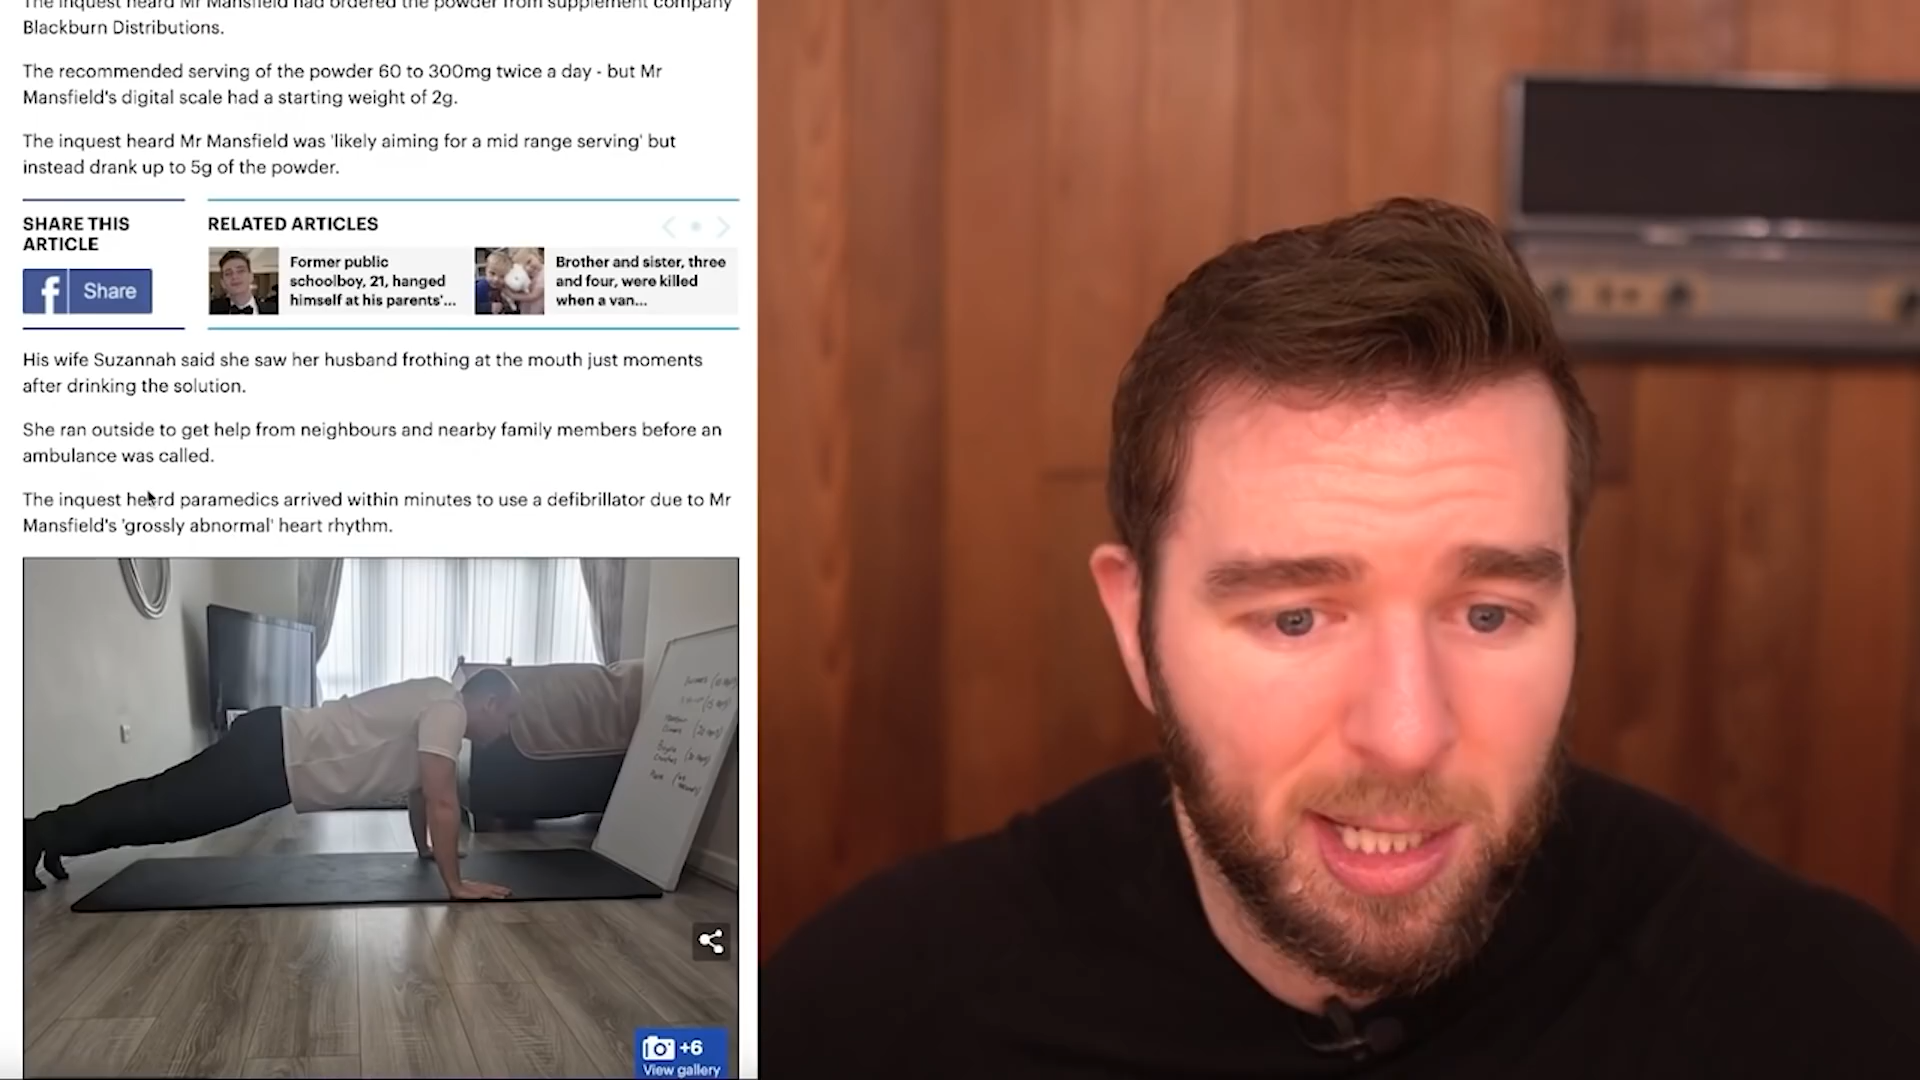 The inquest heard Mr Mansfield had ordered the powder from supplement company
Blackburn Distributions.
The recommended serving of the powder 60 to 300mg twice a day - but Mr
Mansfield's digital scale had a starting weight of 2g.
The inquest heard Mr Mansfield was 'likely aiming for a mid range serving' but
instead drank up to 5g of the powder.
SHARE THIS
ARTICLE
f Share
RELATED ARTICLES
Former public
schoolboy, 21, hanged
himself at his parents'...
Brother and sister, three
and four, were killed
when a van...
His wife Suzannah said she saw her husband frothing at the mouth just moments
after drinking the solution.
She ran outside to get help from neighbours and nearby family members before an
ambulance was called.
The inquest heard paramedics arrived within minutes to use a defibrillator due to Mr
Mansfield's 'grossly abnormal' heart rhythm.
+6
View gallery